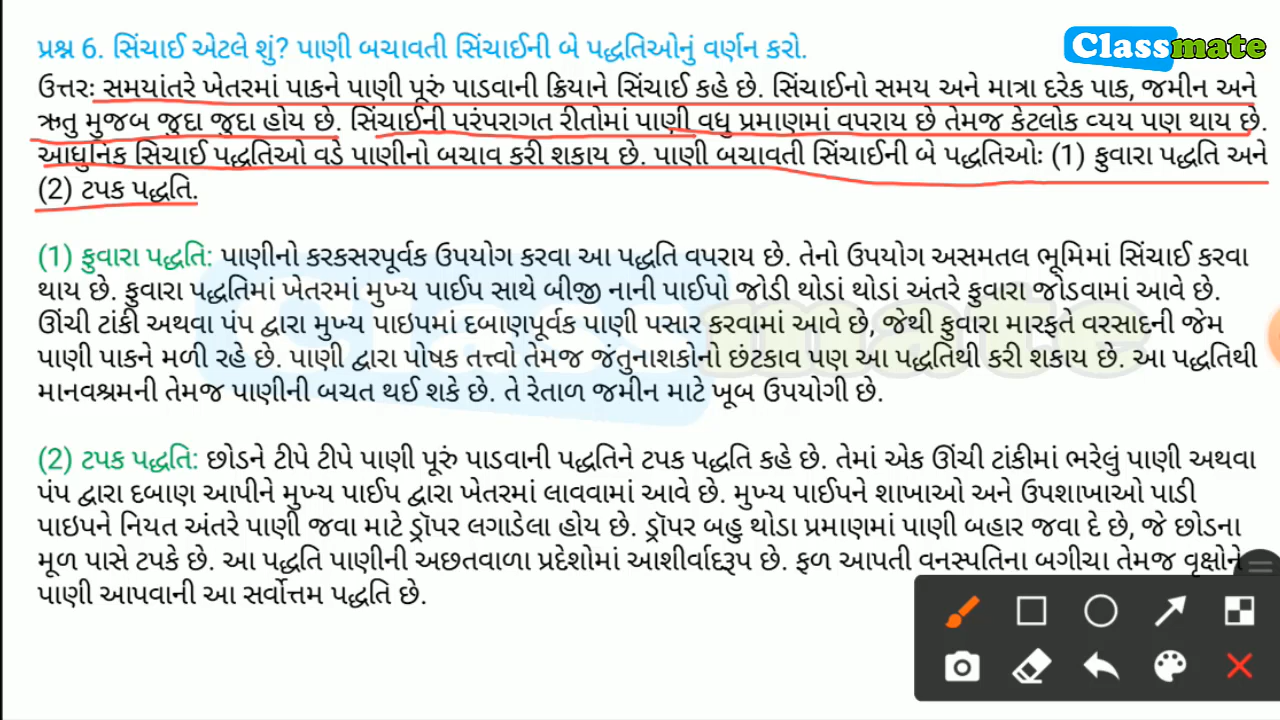 Classmate
પ્રશ્ન 6. સિંચાઈ એટલે શું? પાણી બચાવતી સિંચાઈની બે પદ્ધતિઓનું વર્ણન કરો.
ઉત્તરઃ સમયાંતરે ખેતરમાં પાકને પાણી પૂરું પાડવાની ક્રિયાને સિંચાઈ કહે છે. સિંચાઈનો સમય અને માત્રા દરેક પાક, જમીન અને
ઋતુ મુજબ જુદા જુદા હોય છે. સિંચાઈની પરંપરાગત રીતોમાં પાણી વધુ પ્રમાણમાં વપરાય છે તેમજ કેટલોક વ્યય પણ થાય છે.
આધુનિક સિંચાઈ પદ્ધતિઓ વડે પાણીનો બચાવ કરી શકાય છે. પાણી બચાવતી સિંચાઈની બે પદ્ધતિઓઃ (1) ફુવારા પદ્ધતિ અને
(2) ટપક પદ્ધતિ.
(1) ફુવારા પદ્ધતિ: પાણીનો કરકસરપૂર્વક ઉપયોગ કરવા આ પદ્ધતિ વપરાય છે. તેનો ઉપયોગ અસમતલ ભૂમિમાં સિંચાઈ કરવા
થાય છે. ફુવારા પદ્ધતિમાં ખેતરમાં મુખ્ય પાઈપ સાથે બીજી નાની પાઈપો જોડી થોડાં થોડાં અંતરે ફુવારા જોડવામાં આવે છે.
ઊંચી ટાંકી અથવા પંપ દ્વારા મુખ્ય પાઇપમાં દબાણપૂર્વક પાણી પસાર કરવામાં આવે છે, જેથી ફુવારા મારફતે વરસાદની જેમ
પાણી પાકને મળી રહે છે. પાણી દ્વારા પોષક તત્ત્વો તેમજ જંતુનાશકોનો છંટકાવ પણ આ પદ્ધતિથી કરી શકાય છે. આ પદ્ધતિથી
માનવશ્રમની તેમજ પાણીની બચત થઈ શકે છે. તે રેતાળ જમીન માટે ખૂબ ઉપયોગી છે.
(2) ટપક પદ્ધતિ: છોડને ટીપે ટીપે પાણી પૂરું પાડવાની પદ્ધતિને ટપક પદ્ધતિ કહે છે. તેમાં એક ઊંચી ટાંકીમાં ભરેલું પાણી અથવા
પંપ દ્વારા દબાણ આપીને મુખ્ય પાઈપ દ્વારા ખેતરમાં લાવવામાં આવે છે. મુખ્ય પાઈપને શાખાઓ અને ઉપશાખાઓ પાડી
પાઇપને નિયત અંતરે પાણી જવા માટે ડ્રૉપર લગાડેલા હોય છે. ડ્રૉપર બહુ થોડા પ્રમાણમાં પાણી બહાર જવા દે છે, જે છોડના
મૂળ પાસે ટપકે છે. આ પદ્ધતિ પાણીની અછતવાળા પ્રદેશોમાં આશીર્વાદરૂપ છે. ફળ આપતી વનસ્પતિના બગીચા તેમજ વૃક્ષોને
પાણી આપવાની આ સર્વોત્તમ પદ્ધતિ છે.